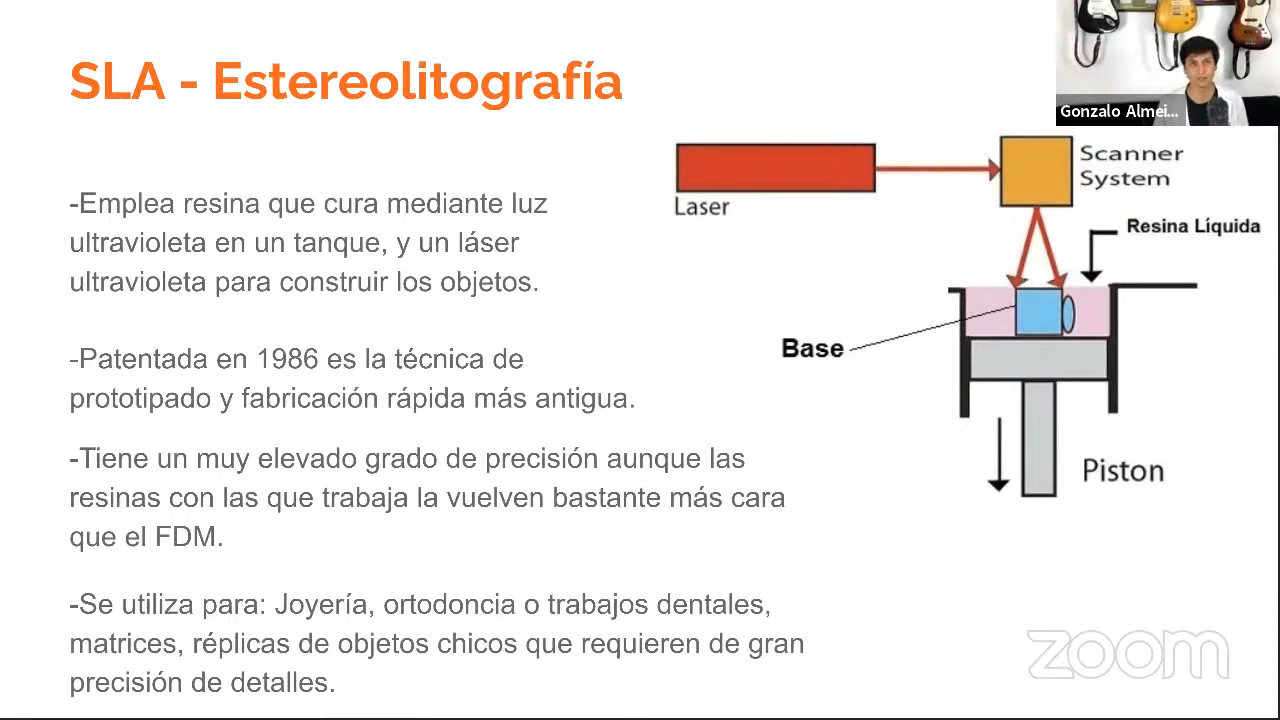 SLA - Estereolitografía
Gonzalo Almei...
-Emplea resina que cura mediante luz
ultravioleta en un tanque, y un láser
ultravioleta para construir los objetos.
-Patentada en 1986 es la técnica de
prototipado y fabricación rápida más antigua.
-Tiene un muy elevado grado de precisión aunque las
resinas con las que trabaja la vuelven bastante más cara
que el FDM.
-Se utiliza para: Joyería, ortodoncia o trabajos dentales,
matrices, réplicas de objetos chicos que requieren de gran
precisión de detalles.
Laser
Scanner
System
Resina Líquida
Base
Piston
zoom